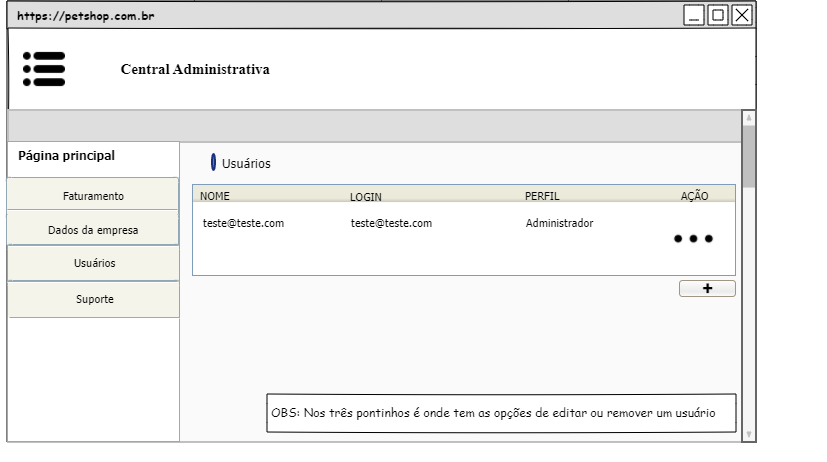 https://petshop.com.br
Central Administrativa
Página principal
Faturamento
Dados da empresa
Usuários
Suporte
Usuários
NOME LOGIN PERFIL AÇÃO
teste@teste.com teste@teste.com Administrador
+
OBS: Nos três pontinhos é onde tem as opções de editar ou remover um usuário